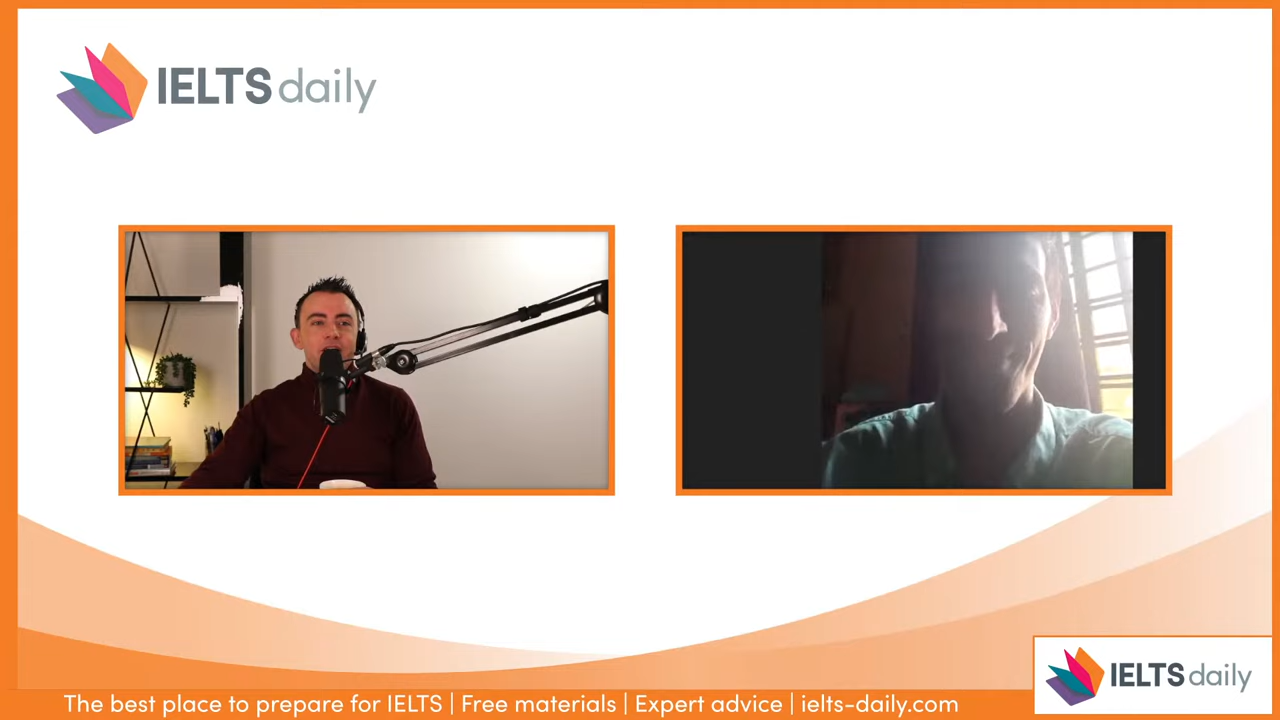 IELTS daily
The best place to prepare for IELTS | Free materials | Expert advice | ielts-daily.com
IELTS daily